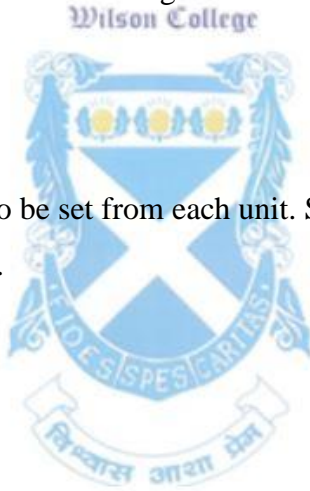 Wilson College
o be set from each unit. S
.
FIDES SPES CARITAS
विश्वास आशा प्रेम